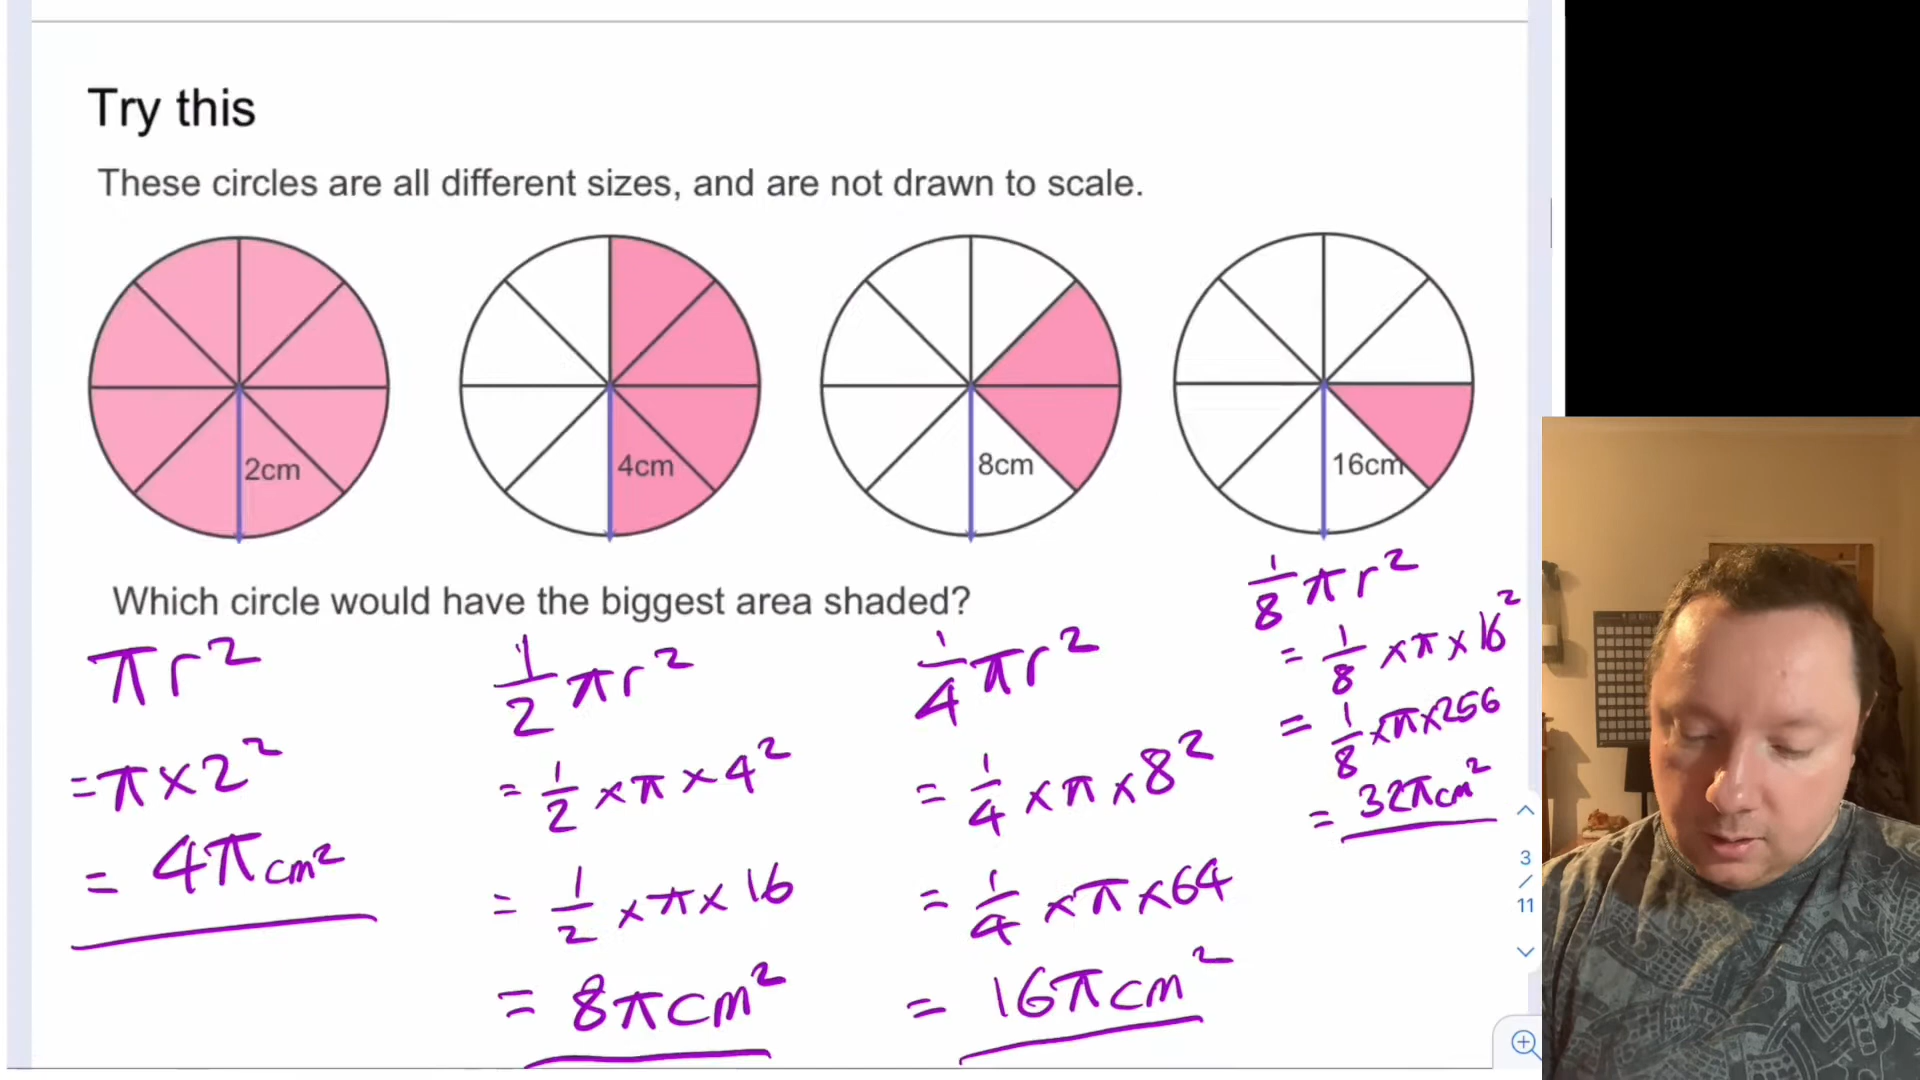 Try this
These circles are all different sizes, and are not drawn to scale.
2cm
4cm
8cm
16cm
Which circle would have the biggest area shaded?
πr²
= π × 2²
= 4π cm²
1/2 πr²
= 1/2 × π × 4²
= 1/2 × π × 16
= 8π cm²
1/4 πr²
= 1/4 × π × 8²
= 1/4 × π × 64
= 16π cm²
1/8 πr²
= 1/8 × π × 16²
= 1/8 × π × 256
= 32π cm²
3
/
11